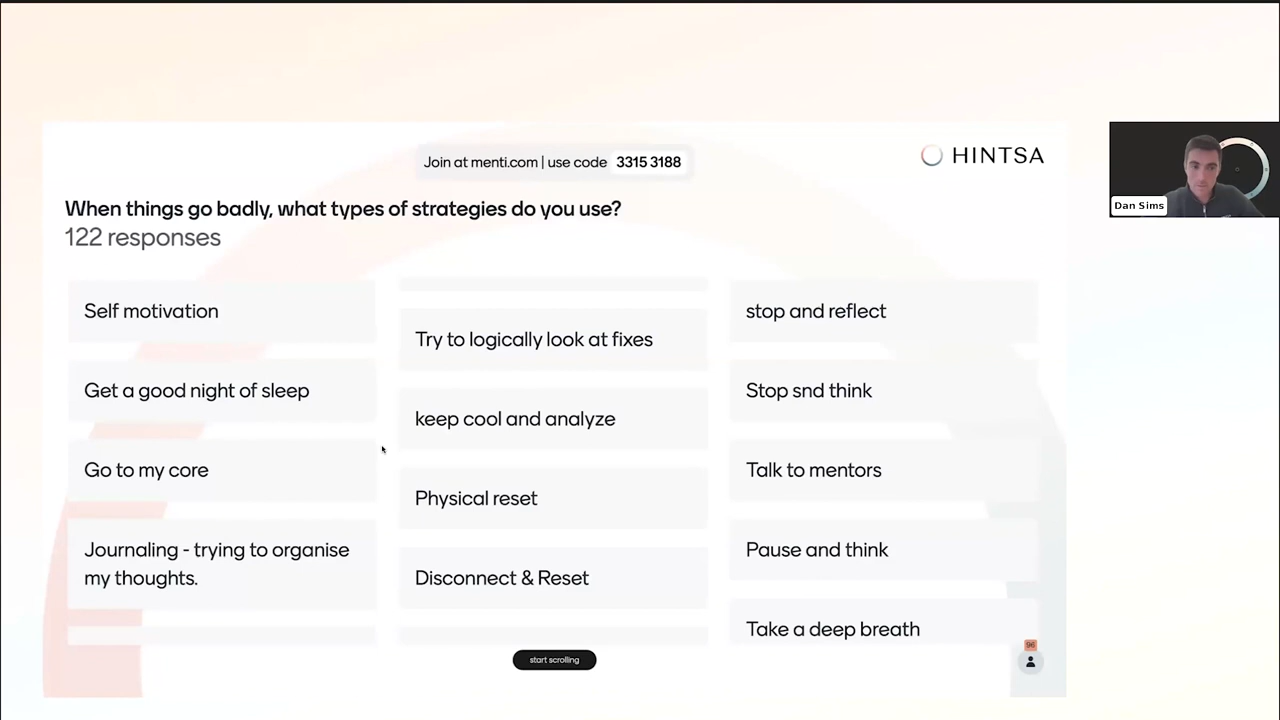 Join at menti.com | use code 3315 3188
HINTSA
When things go badly, what types of strategies do you use?
122 responses
Self motivation
Get a good night of sleep
Go to my core
Journaling - trying to organise
my thoughts.
Try to logically look at fixes
keep cool and analyze
Physical reset
Disconnect & Reset
stop and reflect
Stop snd think
Talk to mentors
Pause and think
Take a deep breath
start scrolling
96
Dan Sims